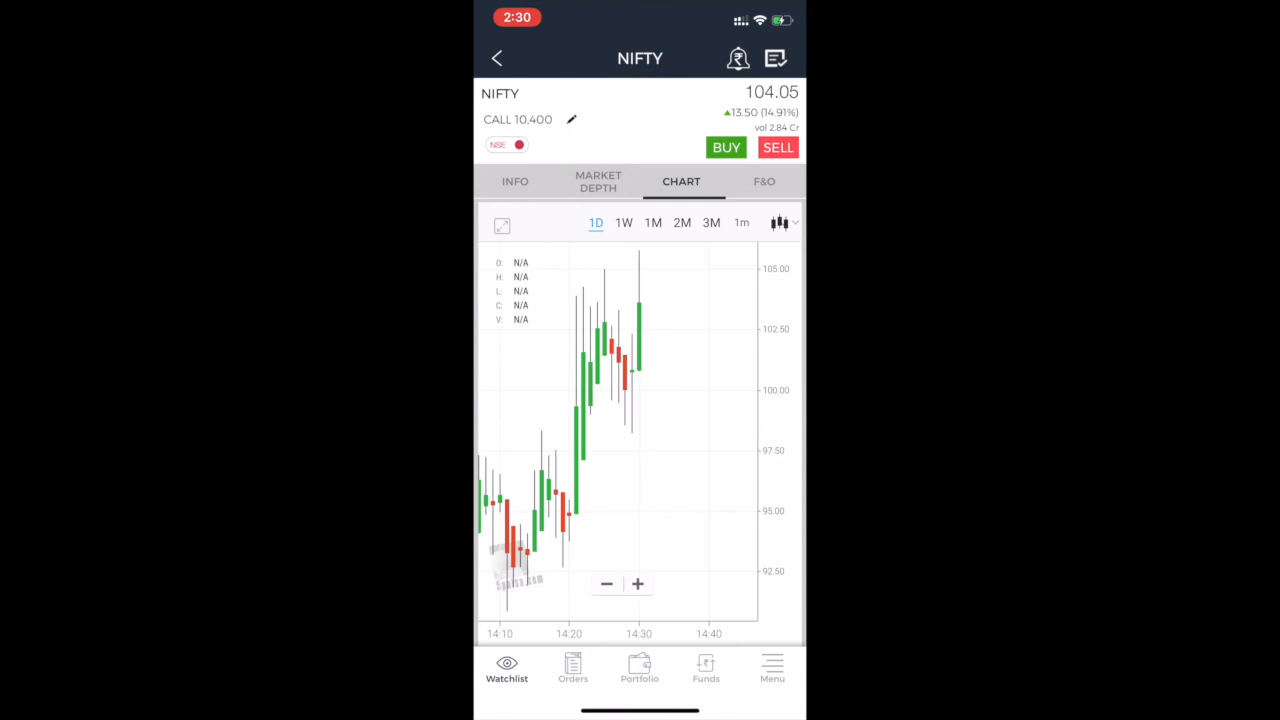 2:30
NIFTY
NIFTY
104.05
CALL 10,400
13.50 (14.91%)
vol 2.84 Cr
NSE
BUY
SELL
INFO
MARKET
DEPTH
CHART
F&O
1D
1W
1M
2M
3M
1m
O: N/A
H: N/A
L: N/A
C: N/A
V: N/A
105.00
102.50
100.00
97.50
95.00
92.50
14:10
14:20
14:30
14:40
Watchlist
Orders
Portfolio
Funds
Menu